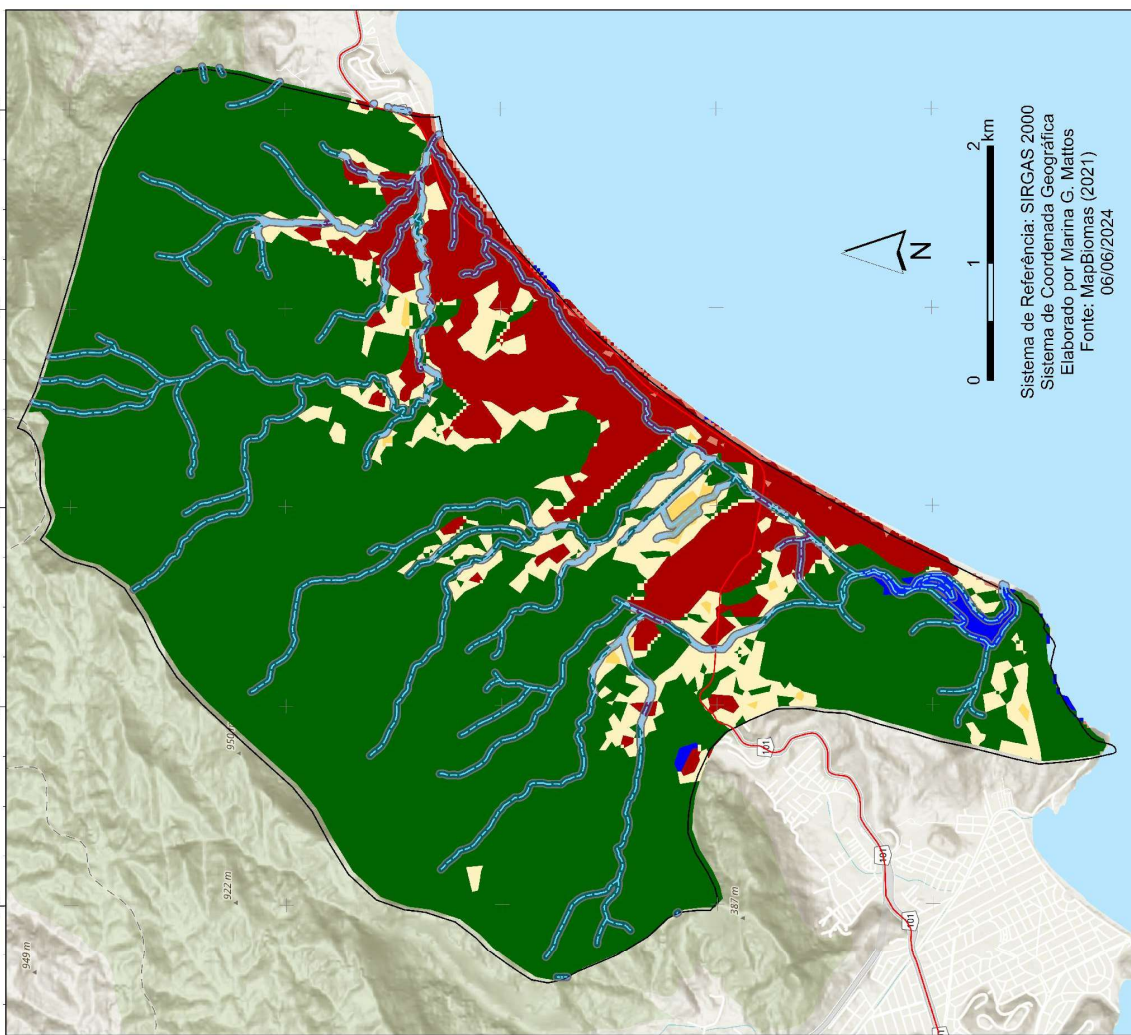 949 m
922 m
950 m
387 m
101
101
101
N
0 1 2 km
Sistema de Referência: SIRGAS 2000
Sistema de Coordenada Geográfica
Elaborado por Marina G. Mattos
Fonte: MapBiomas (2021)
06/06/2024